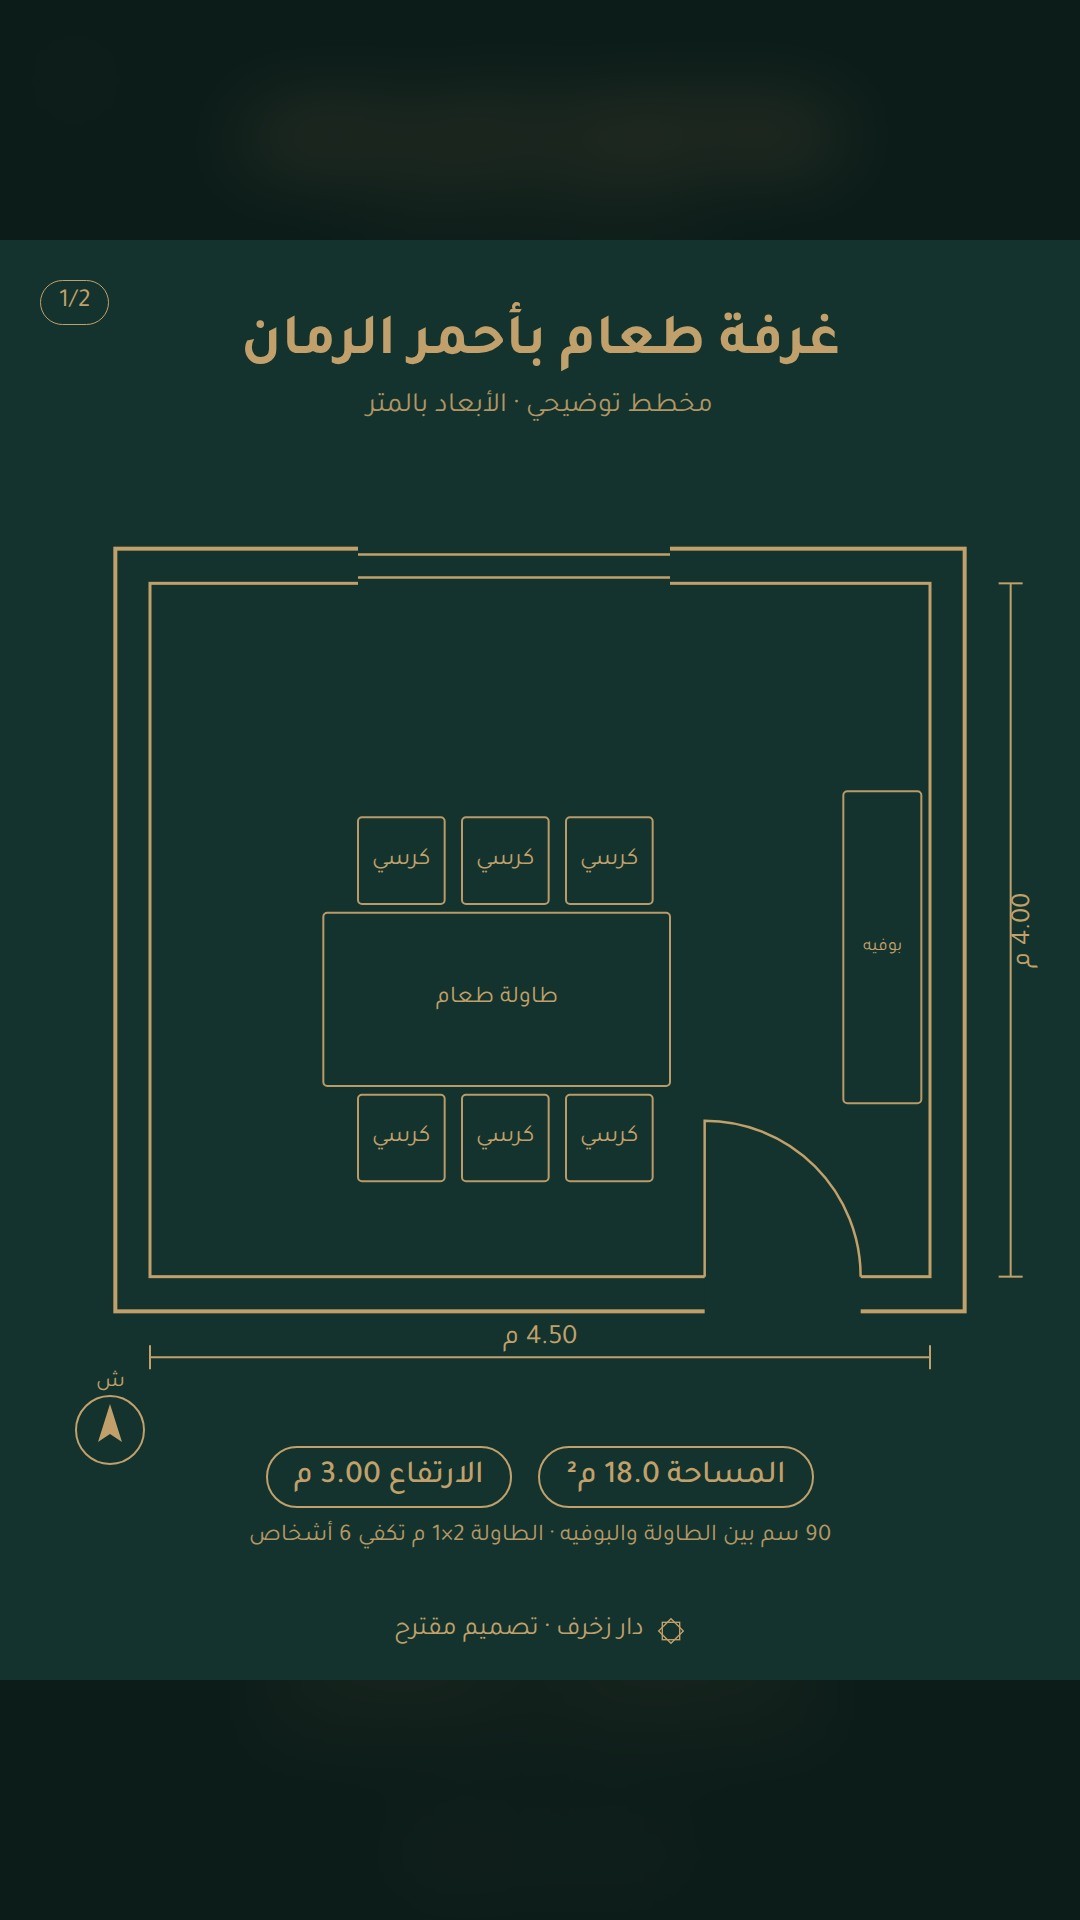 1/2
غرفة طعام بأحمر الرمان
مخطط توضيحي · الأبعاد بالمتر
كرسي
كرسي
كرسي
بوفيه
4.00 م
طاولة طعام
كرسي
كرسي
كرسي
4.50 م
ش
المساحة 18.0 م²
الارتفاع 3.00 م
90 سم بين الطاولة والبوفيه · الطاولة 2×1 م تكفي 6 أشخاص
دار زخرف · تصميم مقترح